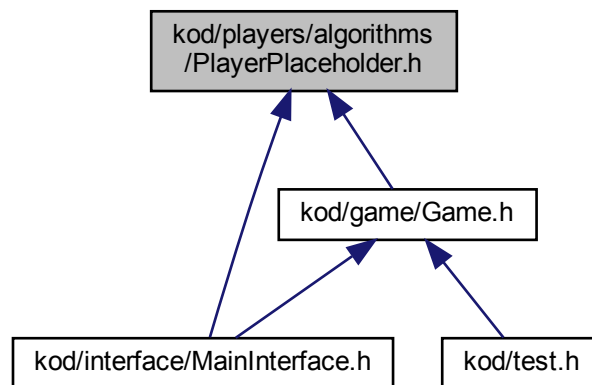 kod/players/algorithms
/PlayerPlaceholder.h
kod/game/Game.h
kod/interface/MainInterface.h
kod/test.h